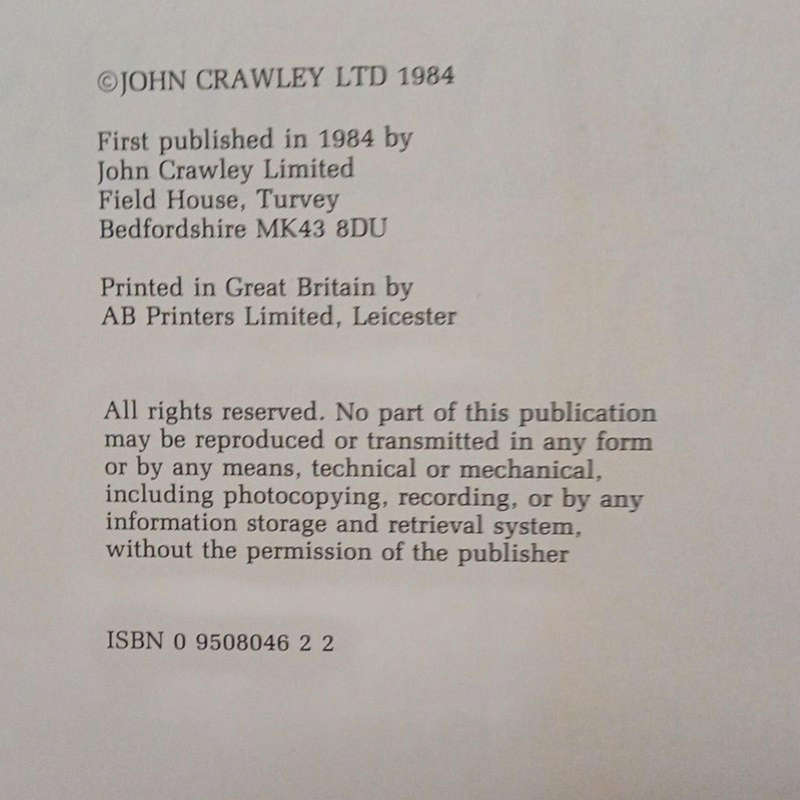 ©JOHN CRAWLEY LTD 1984
First published in 1984 by
John Crawley Limited
Field House, Turvey
Bedfordshire MK43 8DU
Printed in Great Britain by
AB Printers Limited, Leicester
All rights reserved. No part of this publication
may be reproduced or transmitted in any form
or by any means, technical or mechanical,
including photocopying, recording, or by any
information storage and retrieval system,
without the permission of the publisher
ISBN 0 9508046 2 2